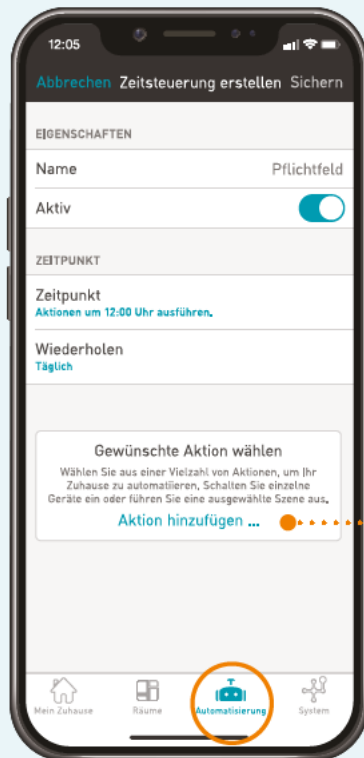 12:05
Abbrechen Zeitsteuerung erstellen Sichern
EIGENSCHAFTEN
Name Pflichtfeld
Aktiv
ZEITPUNKT
Zeitpunkt
Aktionen um 12:00 Uhr ausführen.
Wiederholen
Täglich
Gewünschte Aktion wählen
Wählen Sie aus einer Vielzahl von Aktionen, um Ihr
Zuhause zu automatiieren, Schalten Sie einzelne
Geräte ein oder führen Sie eine ausgewählte Szene aus.
Aktion hinzufügen ...
Mein Zuhause Räume Automatisierung System